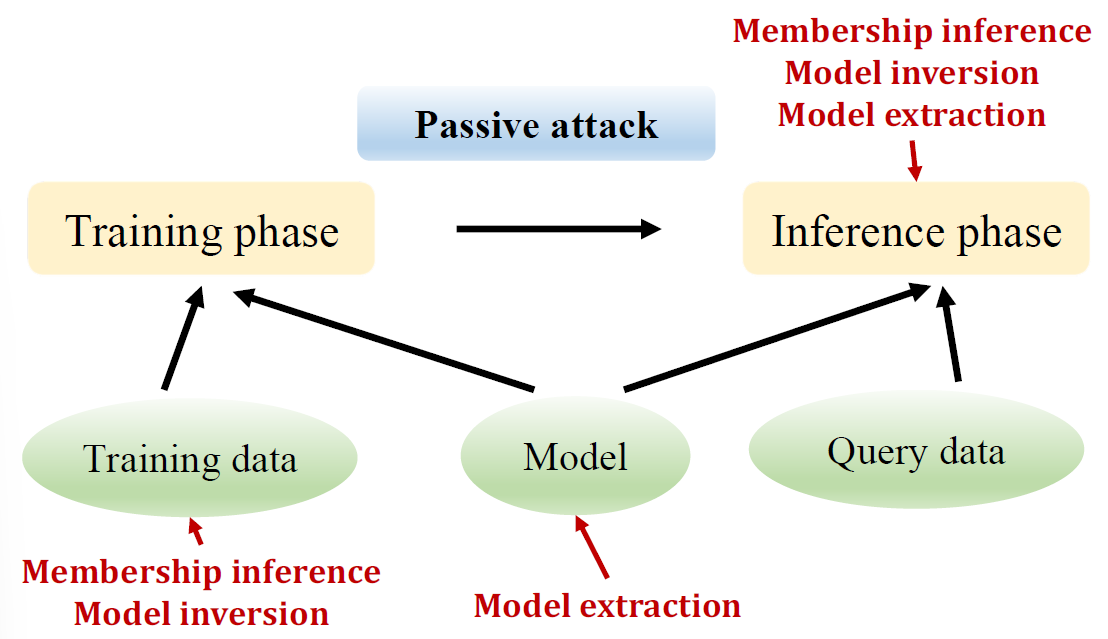 Membership inference
Model inversion
Model extraction
Passive attack
Training phase
Inference phase
Training data
Model
Query data
Membership inference
Model inversion
Model extraction